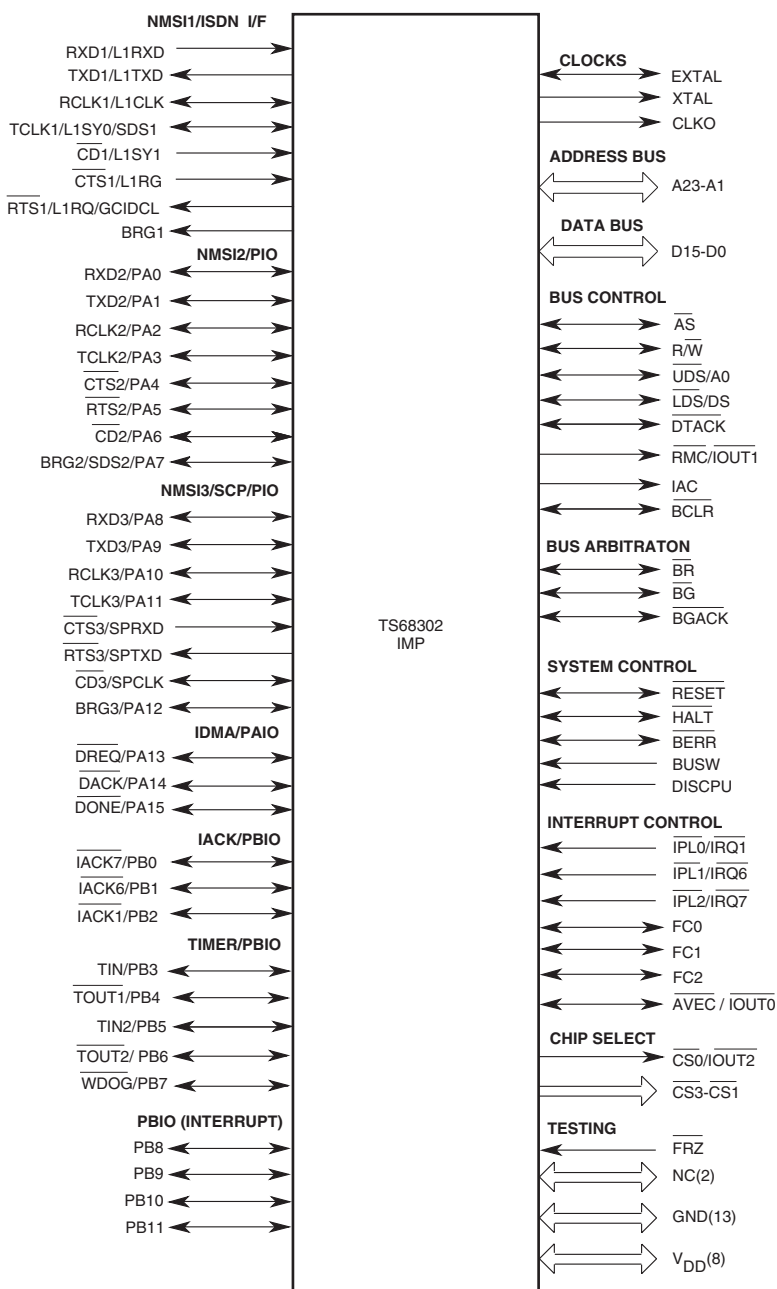 NMSI1/ISDN I/F
RXD1/L1RXD
TXD1/L1TXD
RCLK1/L1CLK
TCLK1/L1SY0/SDS1
CD1/L1SY1
CTS1/L1RG
RTS1/L1RQ/GCIDCL
BRG1
NMSI2/PIO
RXD2/PA0
TXD2/PA1
RCLK2/PA2
TCLK2/PA3
CTS2/PA4
RTS2/PA5
CD2/PA6
BRG2/SDS2/PA7
NMSI3/SCP/PIO
RXD3/PA8
TXD3/PA9
RCLK3/PA10
TCLK3/PA11
CTS3/SPRXD
RTS3/SPTXD
CD3/SPCLK
BRG3/PA12
IDMA/PAIO
DREQ/PA13
DACK/PA14
DONE/PA15
IACK/PBIO
IACK7/PB0
IACK6/PB1
IACK1/PB2
TIMER/PBIO
TIN/PB3
TOUT1/PB4
TIN2/PB5
TOUT2/ PB6
WDOG/PB7
PBIO (INTERRUPT)
PB8
PB9
PB10
PB11
TS68302
IMP
CLOCKS
EXTAL
XTAL
CLKO
ADDRESS BUS
A23-A1
DATA BUS
D15-D0
BUS CONTROL
AS
R/W
UDS/A0
LDS/DS
DTACK
RMC/IOUT1
IAC
BCLR
BUS ARBITRATON
BR
BG
BGACK
SYSTEM CONTROL
RESET
HALT
BERR
BUSW
DISCPU
INTERRUPT CONTROL
IPL0/IRQ1
IPL1/IRQ6
IPL2/IRQ7
FC0
FC1
FC2
AVEC / IOUT0
CHIP SELECT
CS0/IOUT2
CS3-CS1
TESTING
FRZ
NC(2)
GND(13)
VDD(8)